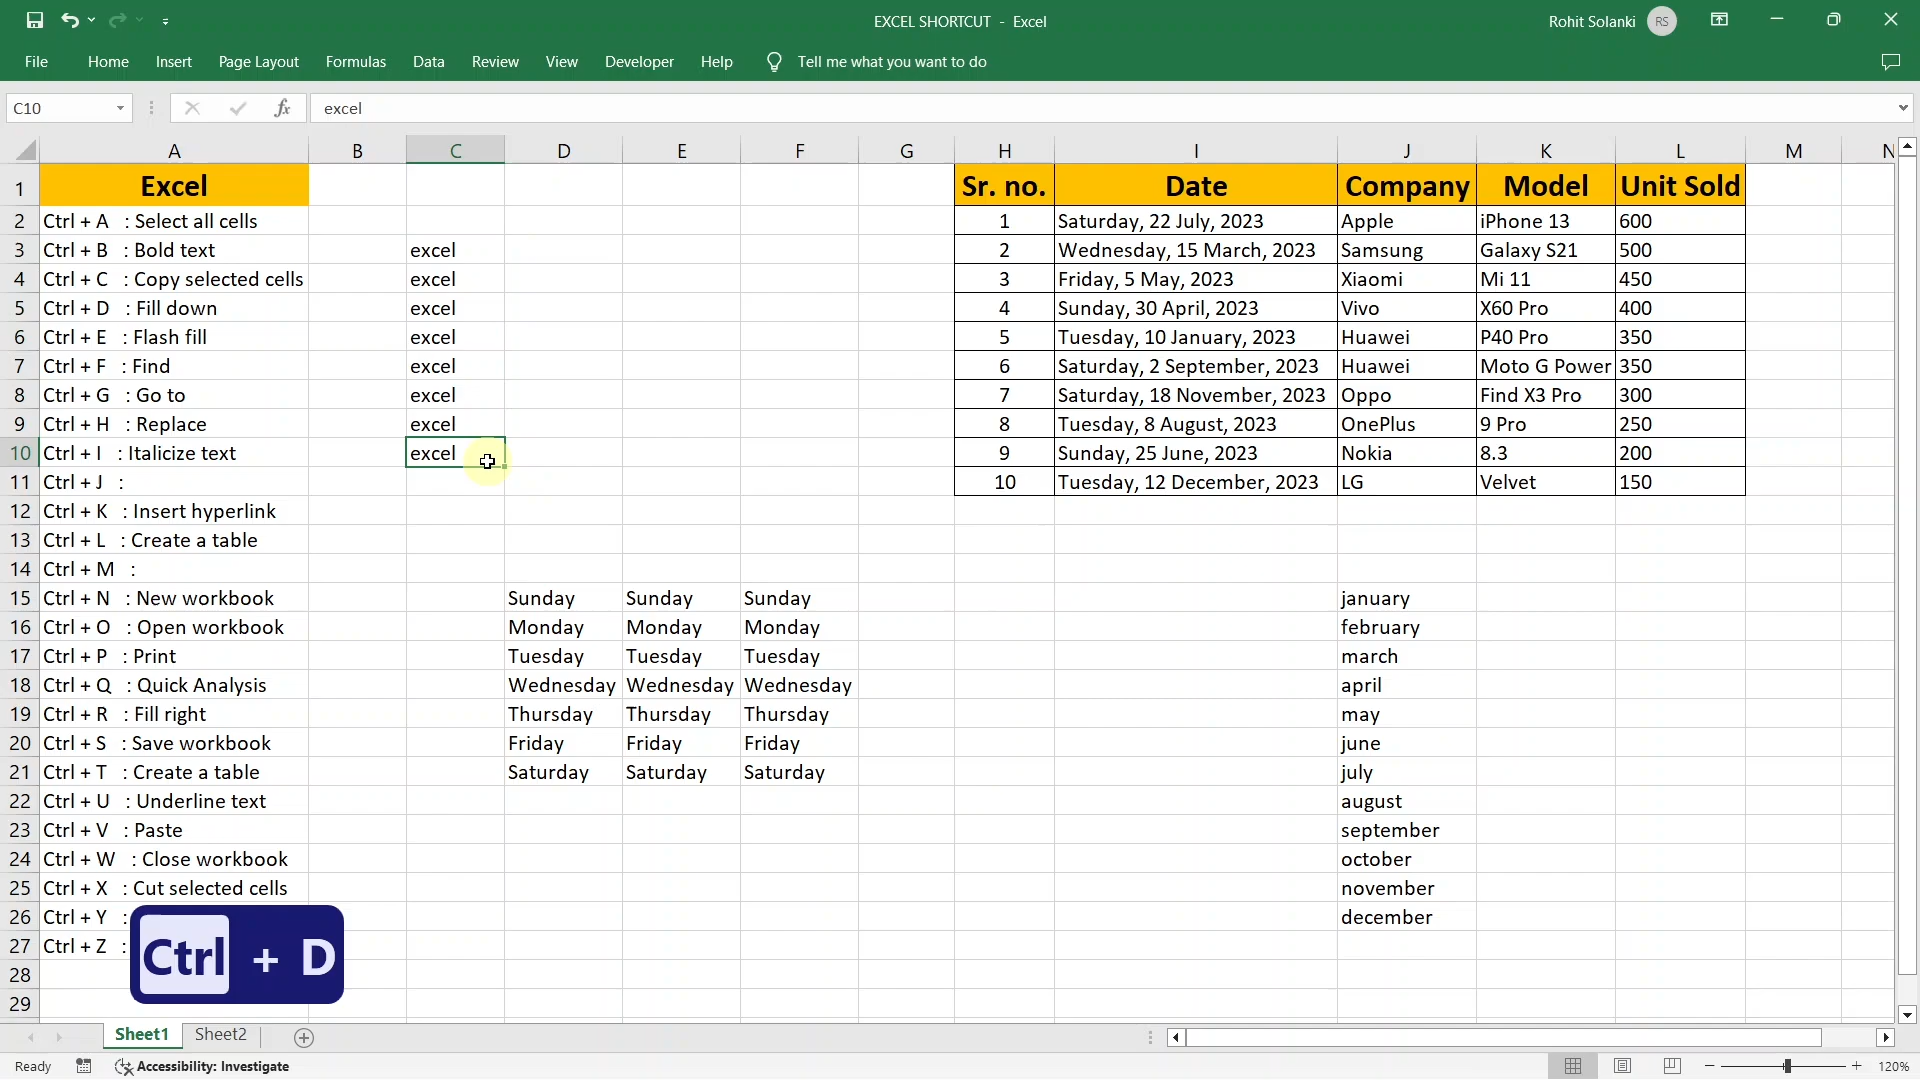 EXCEL SHORTCUT - Excel
Rohit Solanki RS
File Home Insert Page Layout Formulas Data Review View Developer Help Tell me what you want to do
C10 fx excel
A B C D E F G H I J K L M N
1 Excel Sr. no. Date Company Model Unit Sold
2 Ctrl + A : Select all cells 1 Saturday, 22 July, 2023 Apple iPhone 13 600
3 Ctrl + B : Bold text excel 2 Wednesday, 15 March, 2023 Samsung Galaxy S21 500
4 Ctrl + C : Copy selected cells excel 3 Friday, 5 May, 2023 Xiaomi Mi 11 450
5 Ctrl + D : Fill down excel 4 Sunday, 30 April, 2023 Vivo X60 Pro 400
6 Ctrl + E : Flash fill excel 5 Tuesday, 10 January, 2023 Huawei P40 Pro 350
7 Ctrl + F : Find excel 6 Saturday, 2 September, 2023 Huawei Moto G Power 350
8 Ctrl + G : Go to excel 7 Saturday, 18 November, 2023 Oppo Find X3 Pro 300
9 Ctrl + H : Replace excel 8 Tuesday, 8 August, 2023 OnePlus 9 Pro 250
10 Ctrl + I : Italicize text excel 9 Sunday, 25 June, 2023 Nokia 8.3 200
11 Ctrl + J : 10 Tuesday, 12 December, 2023 LG Velvet 150
12 Ctrl + K : Insert hyperlink
13 Ctrl + L : Create a table
14 Ctrl + M :
15 Ctrl + N : New workbook Sunday Sunday Sunday january
16 Ctrl + O : Open workbook Monday Monday Monday february
17 Ctrl + P : Print Tuesday Tuesday Tuesday march
18 Ctrl + Q : Quick Analysis Wednesday Wednesday Wednesday april
19 Ctrl + R : Fill right Thursday Thursday Thursday may
20 Ctrl + S : Save workbook Friday Friday Friday june
21 Ctrl + T : Create a table Saturday Saturday Saturday july
22 Ctrl + U : Underline text august
23 Ctrl + V : Paste september
24 Ctrl + W : Close workbook october
25 Ctrl + X : Cut selected cells november
26 Ctrl + Y : december
27 Ctrl + Z :
Ctrl + D
28
29
Sheet1 Sheet2
Ready Accessibility: Investigate 120%